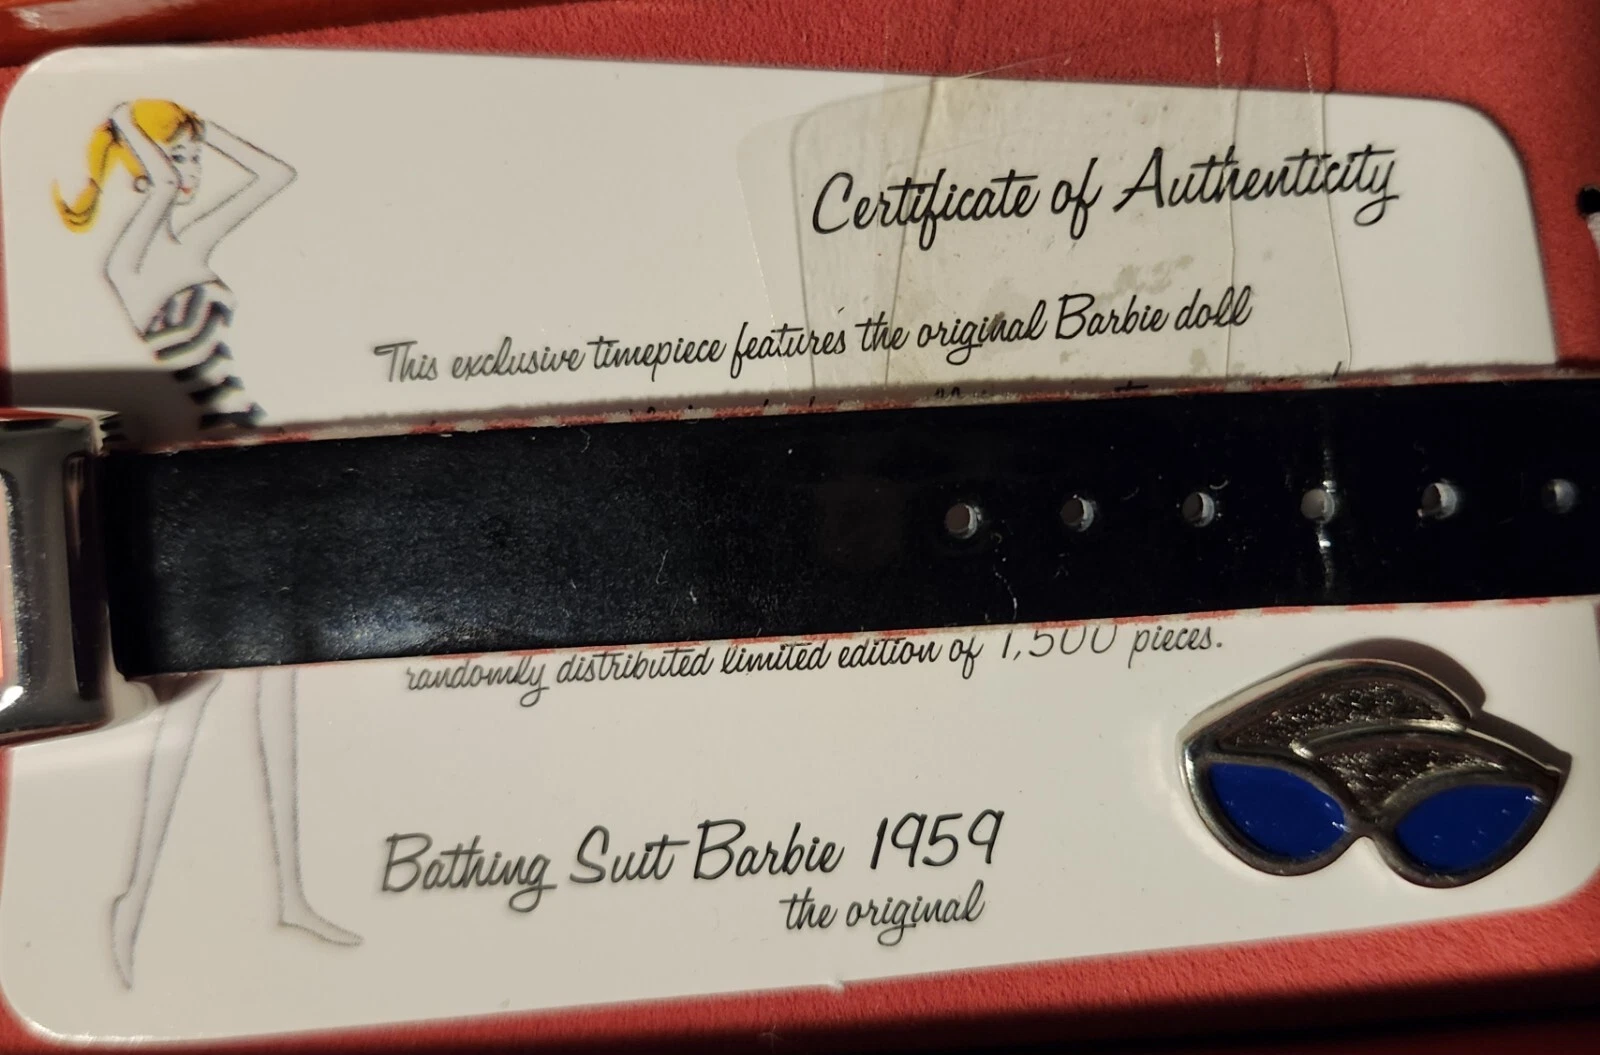 Certificate of Authenticity
This exclusive timepiece features the original Barbie doll
randomly distributed limited edition of 1,500 pieces.
Bathing Suit Barbie 1959
the original